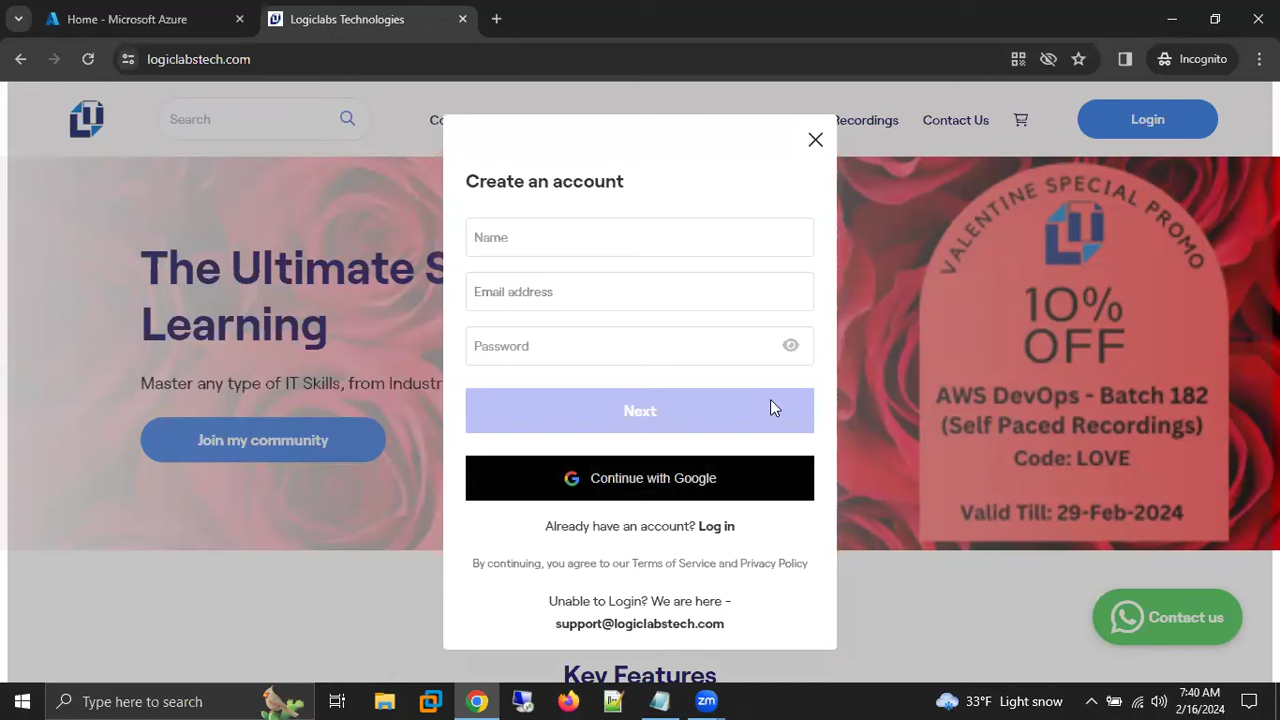 Home - Microsoft Azure
Logiclabs Technologies
logiclabstech.com
Incognito
Search
Co
Recordings
Contact Us
Login
Create an account
Name
Email address
Password
Next
Continue with Google
Already have an account? Log in
By continuing, you agree to our Terms of Service and Privacy Policy
Unable to Login? We are here -
support@logiclabstech.com
The Ultimate S
Learning
Master any type of IT Skills, from Industr
Join my community
VALENTINE SPECIAL PROMO
10%
OFF
AWS DevOps - Batch 182
(Self Paced Recordings)
Code: LOVE
Valid Till: 29-Feb-2024
Contact us
Key Features
Type here to search
zm
33°F Light snow
7:40 AM
2/16/2024